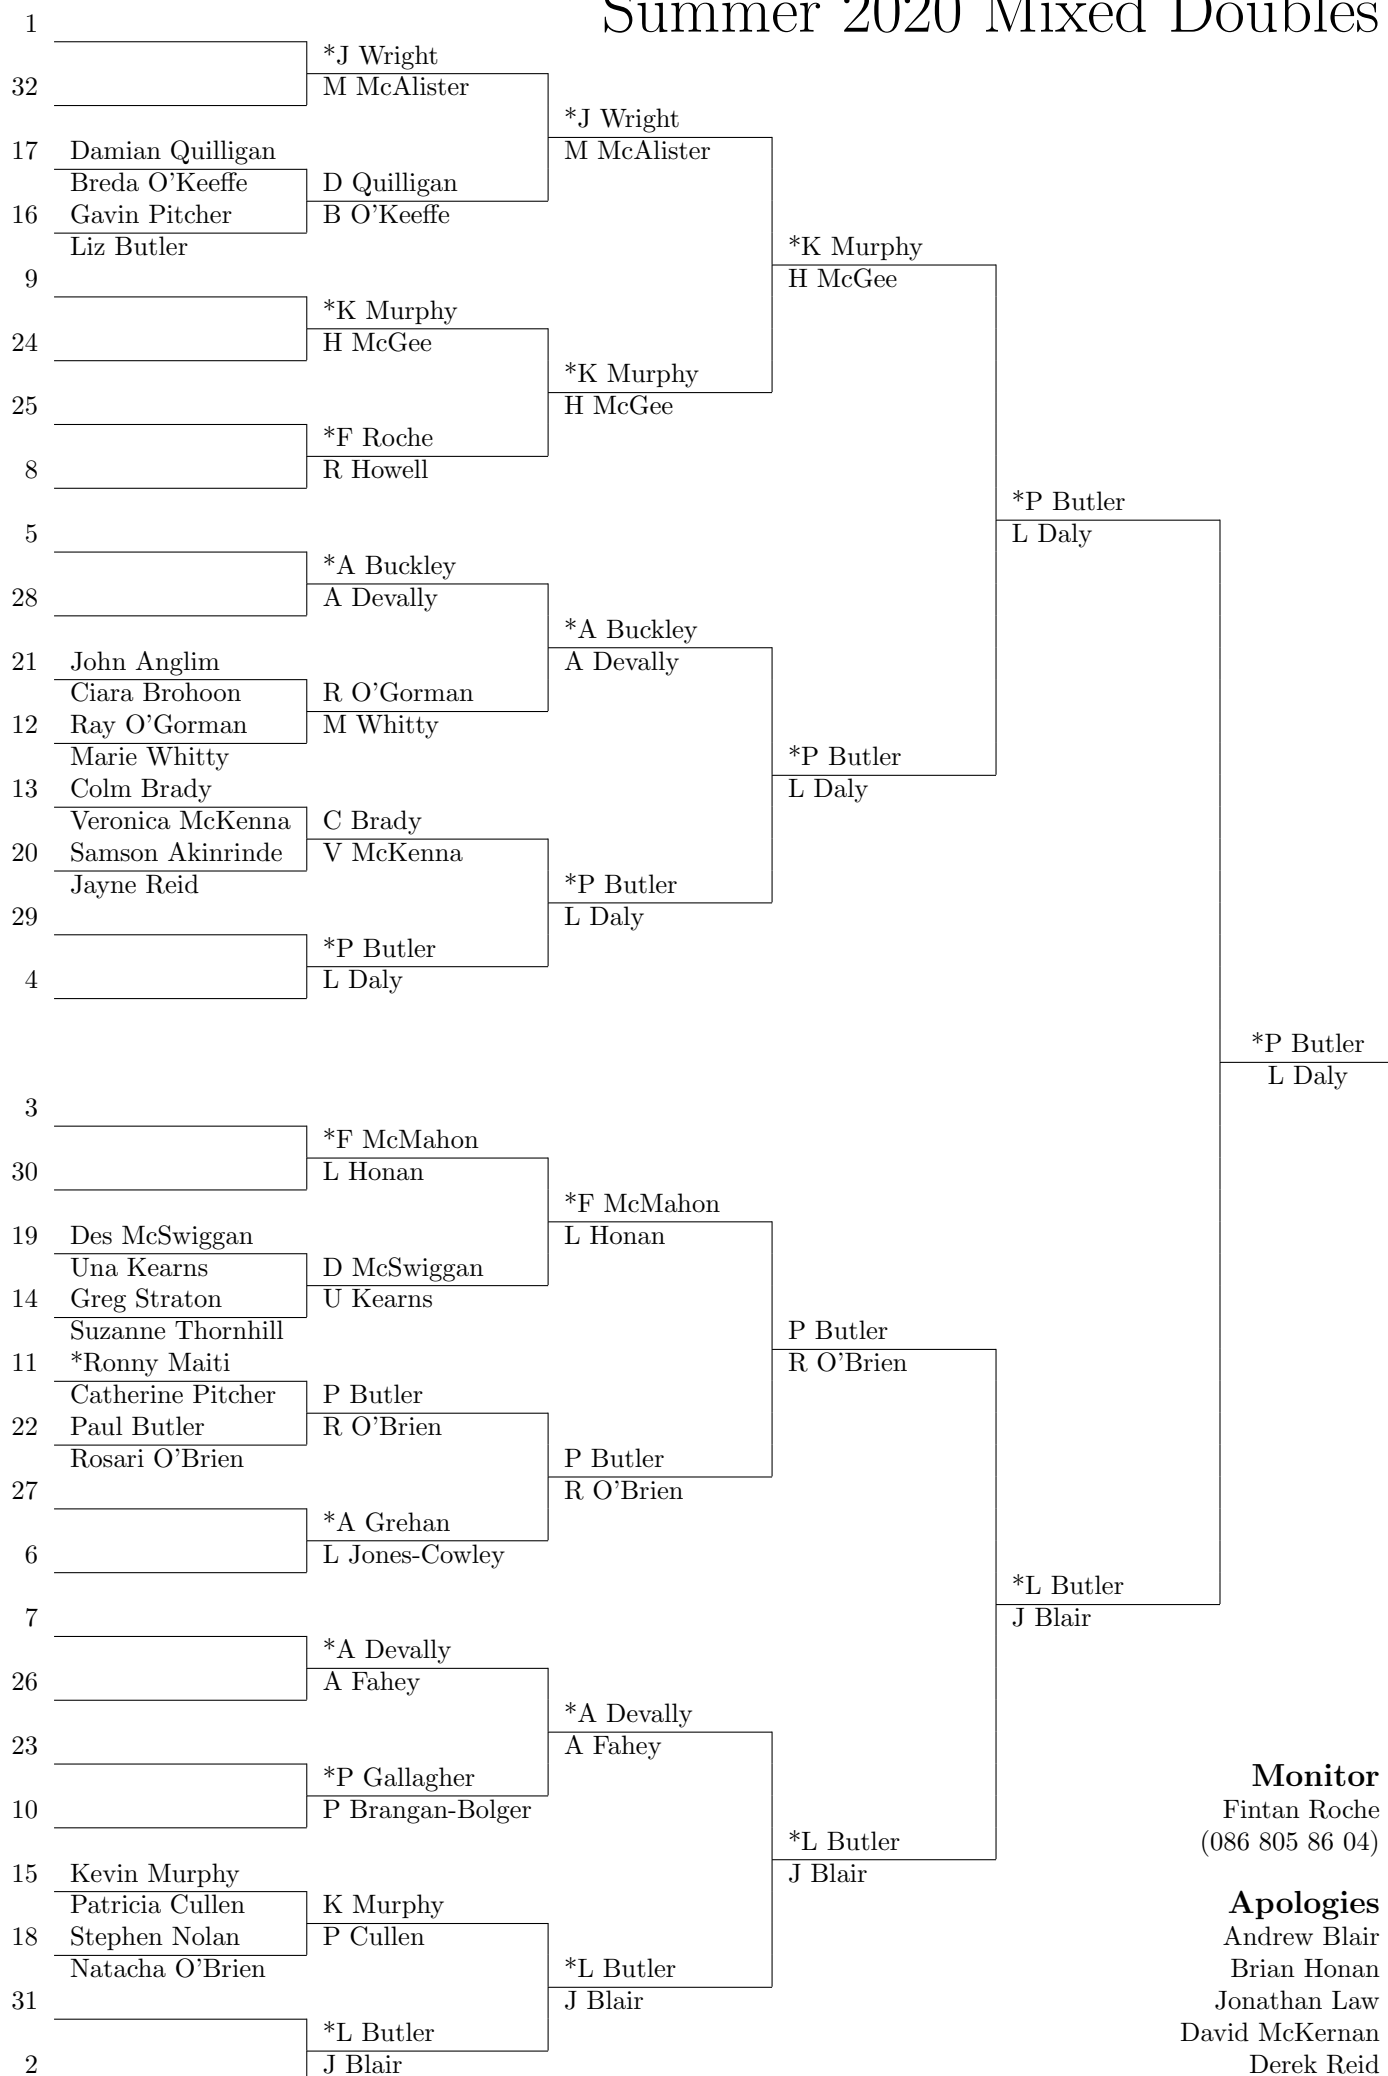 Summer 2020 Mixed Doubles
1
*J Wright
M McAlister
32
*J Wright
M McAlister
17 Damian Quilligan
Breda O'Keeffe
D Quilligan
B O'Keeffe
16 Gavin Pitcher
Liz Butler
*K Murphy
H McGee
9
*K Murphy
H McGee
24
*K Murphy
H McGee
25
*F Roche
R Howell
8
*P Butler
L Daly
5
*A Buckley
A Devally
28
*A Buckley
A Devally
21 John Anglim
Ciara Brohoon
R O'Gorman
M Whitty
12 Ray O'Gorman
Marie Whitty
*P Butler
L Daly
13 Colm Brady
Veronica McKenna
C Brady
V McKenna
20 Samson Akinrinde
Jayne Reid
*P Butler
L Daly
29
*P Butler
L Daly
4
*P Butler
L Daly
3
*F McMahon
L Honan
30
*F McMahon
L Honan
19 Des McSwiggan
Una Kearns
D McSwiggan
U Kearns
14 Greg Straton
Suzanne Thornhill
P Butler
R O'Brien
11 *Ronny Maiti
Catherine Pitcher
P Butler
R O'Brien
22 Paul Butler
Rosari O'Brien
P Butler
R O'Brien
27
*A Grehan
L Jones-Cowley
6
*L Butler
J Blair
7
*A Devally
A Fahey
26
*A Devally
A Fahey
23
*P Gallagher
P Brangan-Bolger
10
*L Butler
J Blair
15 Kevin Murphy
Patricia Cullen
K Murphy
P Cullen
18 Stephen Nolan
Natacha O'Brien
*L Butler
J Blair
31
*L Butler
J Blair
2
Monitor
Fintan Roche
(086 805 86 04)
Apologies
Andrew Blair
Brian Honan
Jonathan Law
David McKernan
Derek Reid